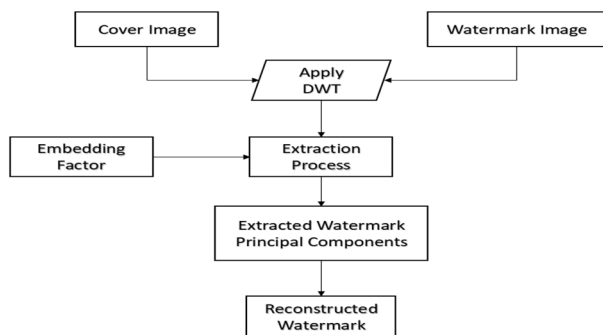 Cover Image
Watermark Image
Apply
DWT
Embedding
Factor
Extraction
Process
Extracted Watermark
Principal Components
Reconstructed
Watermark